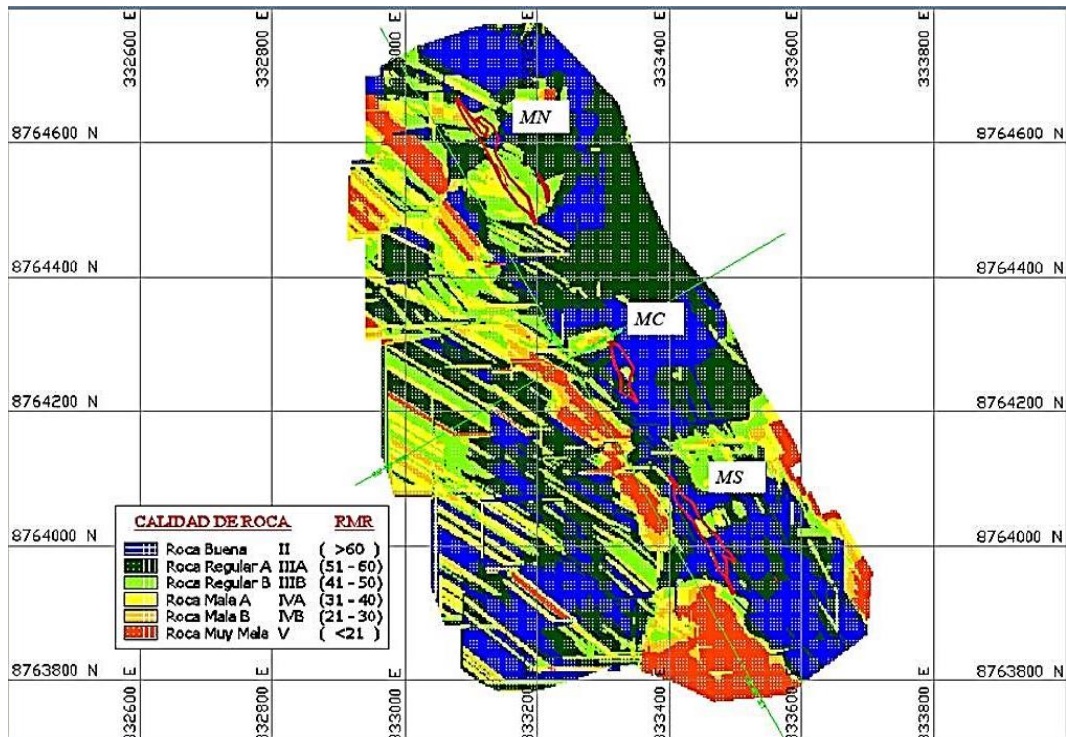 332600 E
332800 E
333000 E
333400 E
333600 E
333800 E
MN
8764600 N
8764600 N
8764400 N
8764400 N
MC
8764200 N
8764200 N
MS
CALIDAD DE ROCA RMR
Roca Buena II ( >60 )
Roca Regular A IIIA (51 - 60)
Roca Regular B IIIB (41 - 50)
Roca Mala A IVA (31 - 40)
Roca Mala B IVB (21 - 30)
Roca Muy Mala V ( <21 )
8764000 N
8764000 N
8763800 N
8763800 N
332600 E
332800 E
333000 E
333200 E
333400 E
333600 E
333800 E